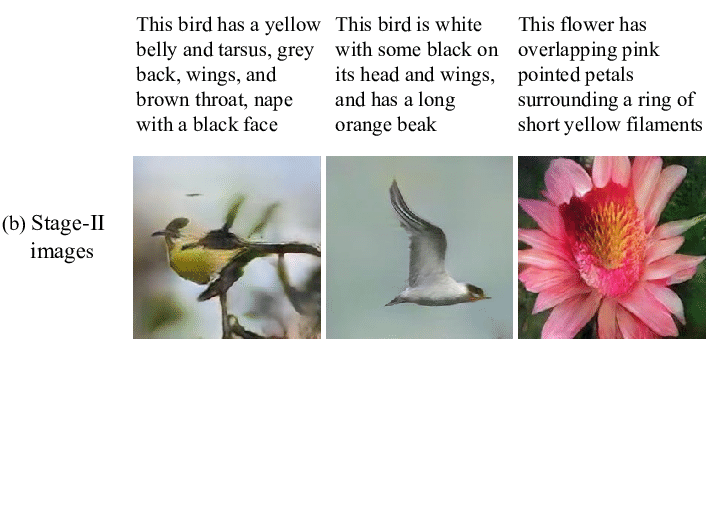 This bird has a yellow
belly and tarsus, grey
back, wings, and
brown throat, nape
with a black face
This bird is white
with some black on
its head and wings,
and has a long
orange beak
This flower has
overlapping pink
pointed petals
surrounding a ring of
short yellow filaments
(b) Stage-II
images